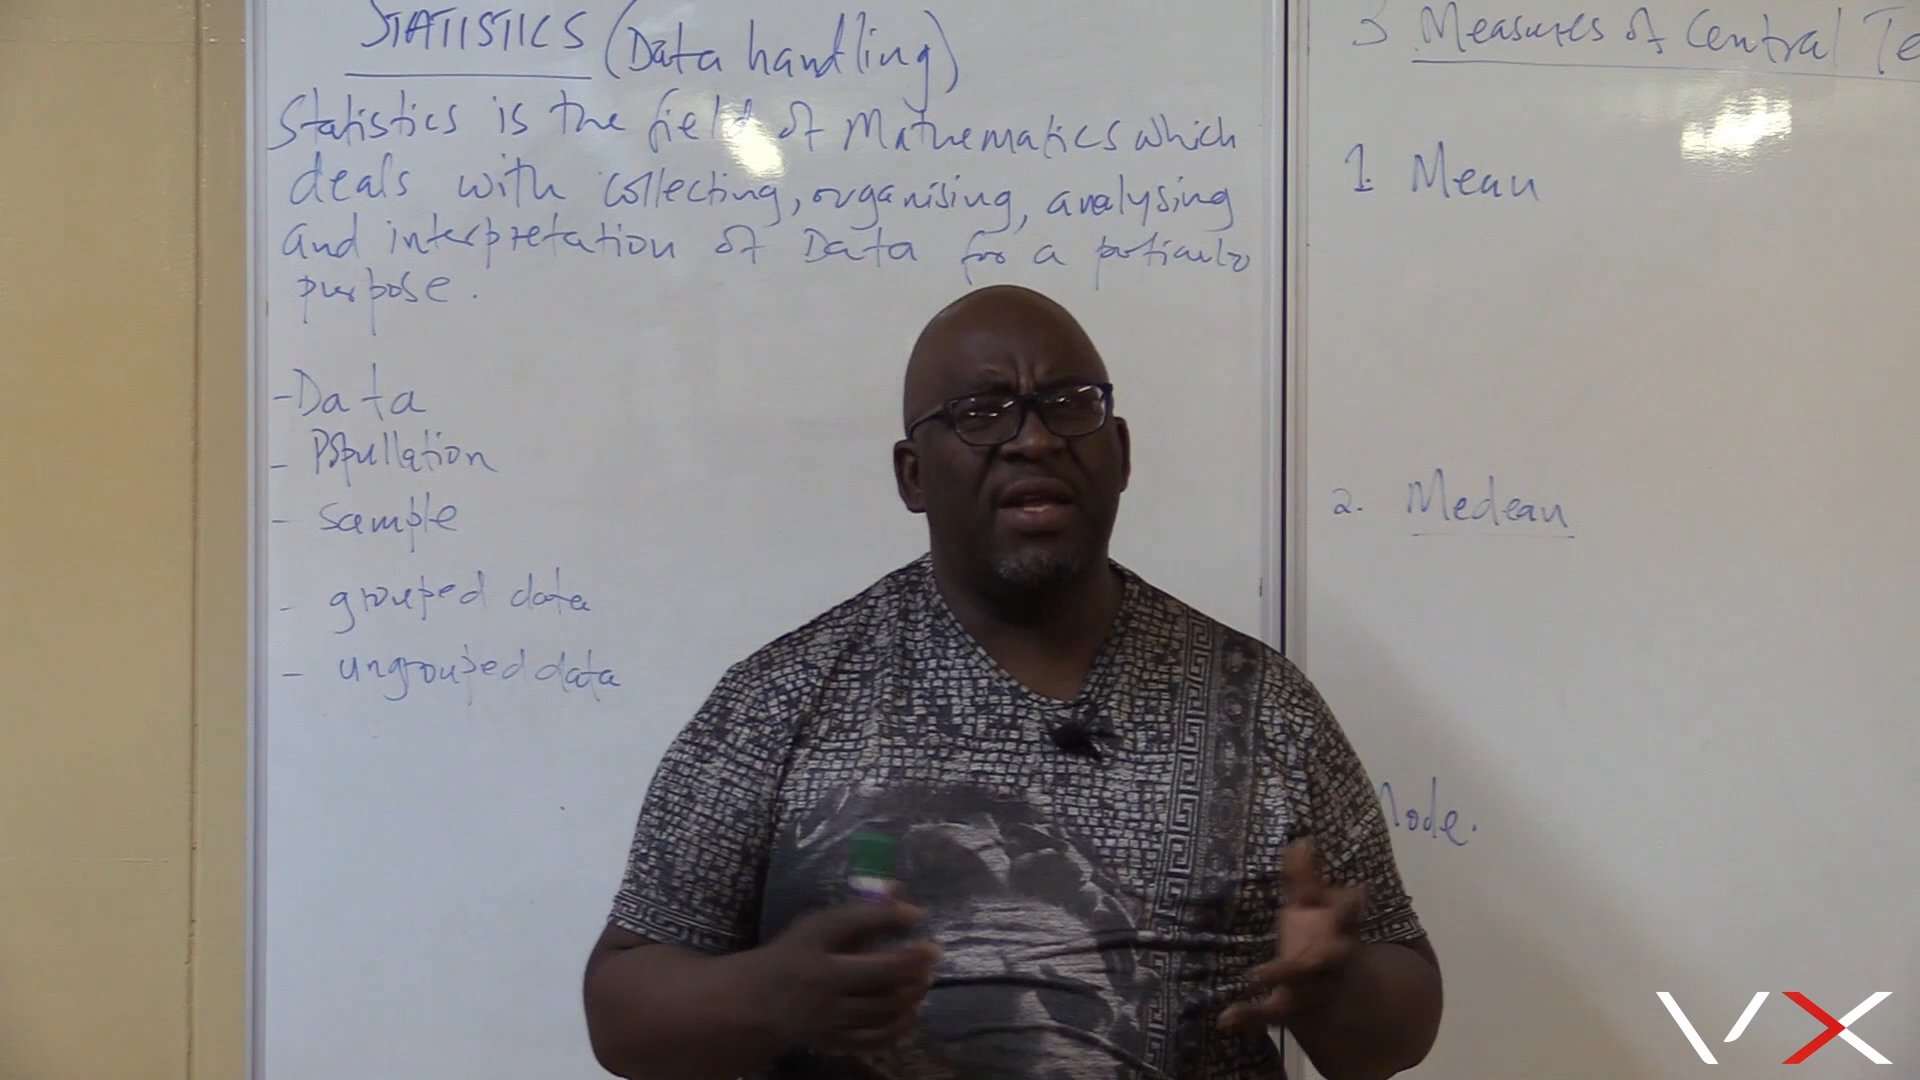 STATISTICS (Data handling)
Statistics is the field of Mathematics which
deals with collecting, organising, analysing
and interpretation of Data for a particular
purpose.
- Data
- Popullation
- sample
- grouped data
- ungrouped data
3 Measures of Central Te
1. Mean
2. Medean
Mode.
VX